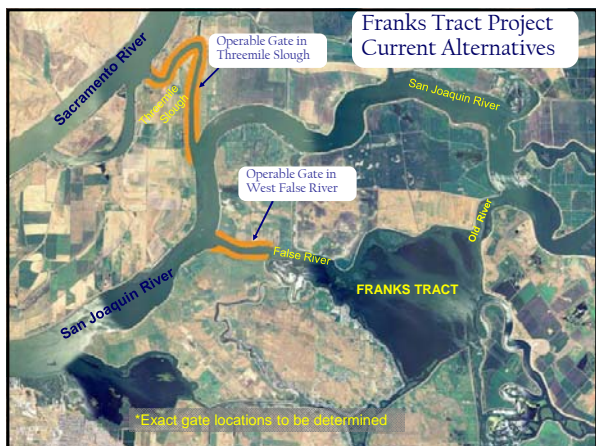 Franks Tract Project
Current Alternatives
Operable Gate in
Threemile Slough
Sacramento River
Threemile
Slough
San Joaquin River
Operable Gate in
West False River
Old River
False River
FRANKS TRACT
San Joaquin River
*Exact gate locations to be determined